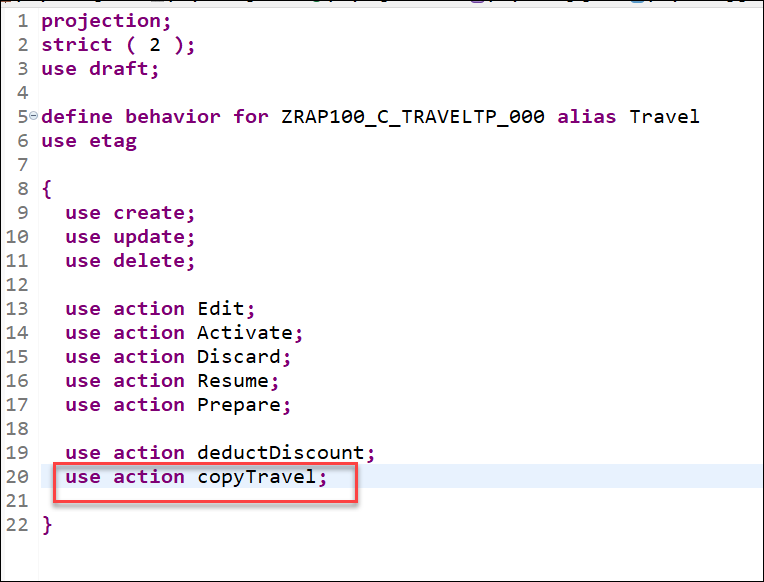 1 projection;
2 strict ( 2 );
3 use draft;
4
5 define behavior for ZRAP100_C_TRAVELTP_000 alias Travel
6 use etag
7
8 {
9 use create;
10 use update;
11 use delete;
12
13 use action Edit;
14 use action Activate;
15 use action Discard;
16 use action Resume;
17 use action Prepare;
18
19 use action deductDiscount;
20 use action copyTravel;
21
22 }